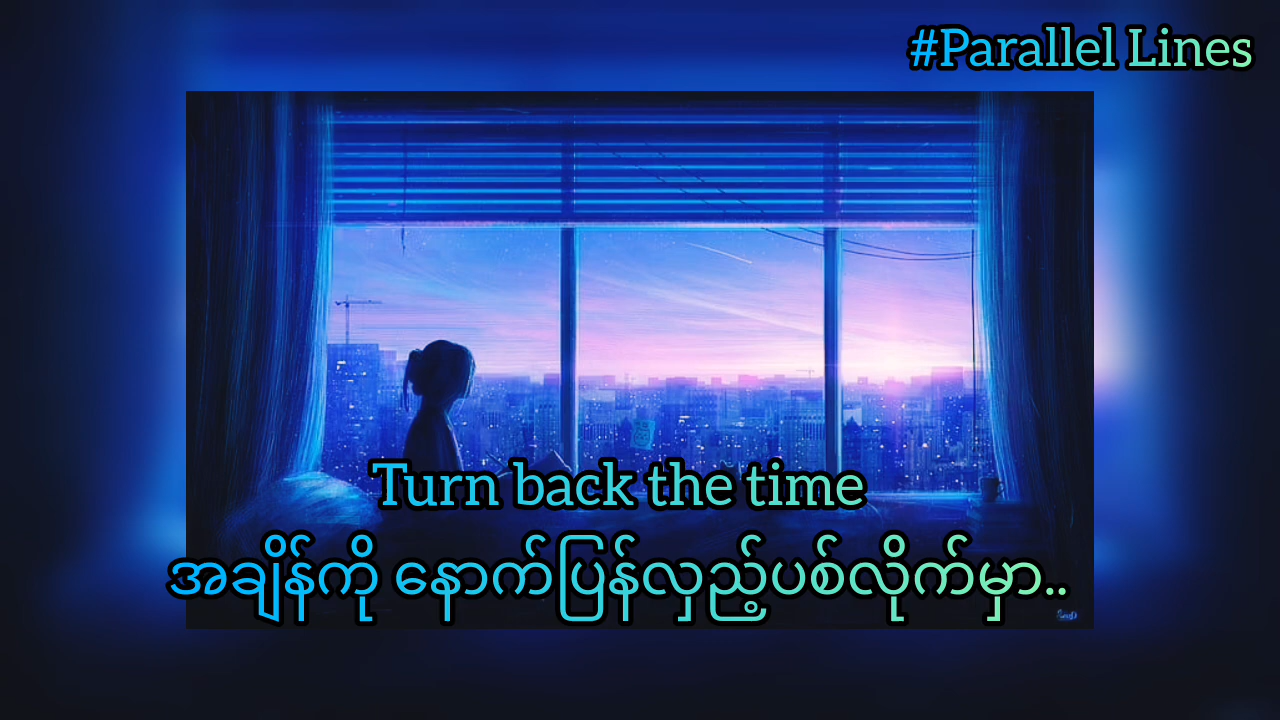 #Parallel Lines
Turn back the time
အချိန်ကို နောက်ပြန်လှည့်ပစ်လိုက်မှာ..